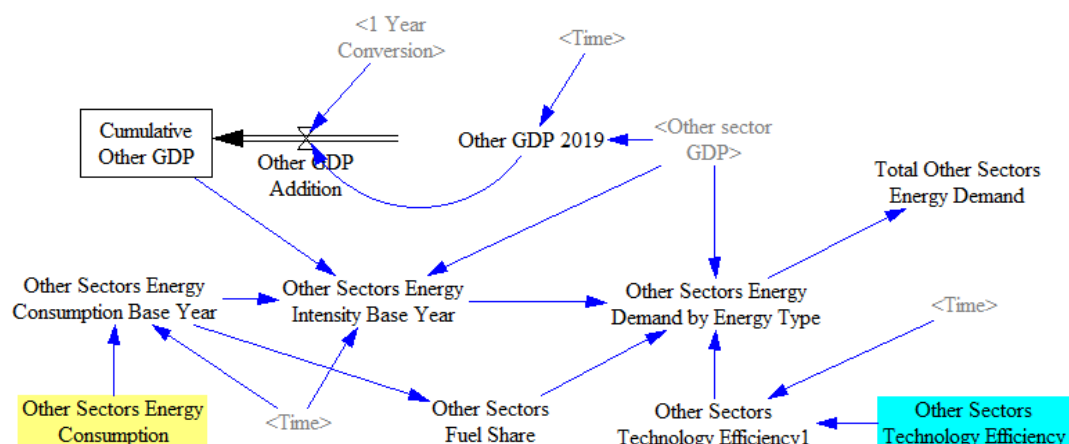 <1 Year
Conversion>
<Time>
Cumulative
Other GDP
Other GDP
Addition
Other GDP 2019
<Other sector
GDP>
Total Other Sectors
Energy Demand
Other Sectors Energy
Consumption Base Year
Other Sectors Energy
Intensity Base Year
Other Sectors Energy
Demand by Energy Type
<Time>
Other Sectors Energy
Consumption
<Time>
Other Sectors
Fuel Share
Other Sectors
Technology Efficiency1
Other Sectors
Technology Efficiency